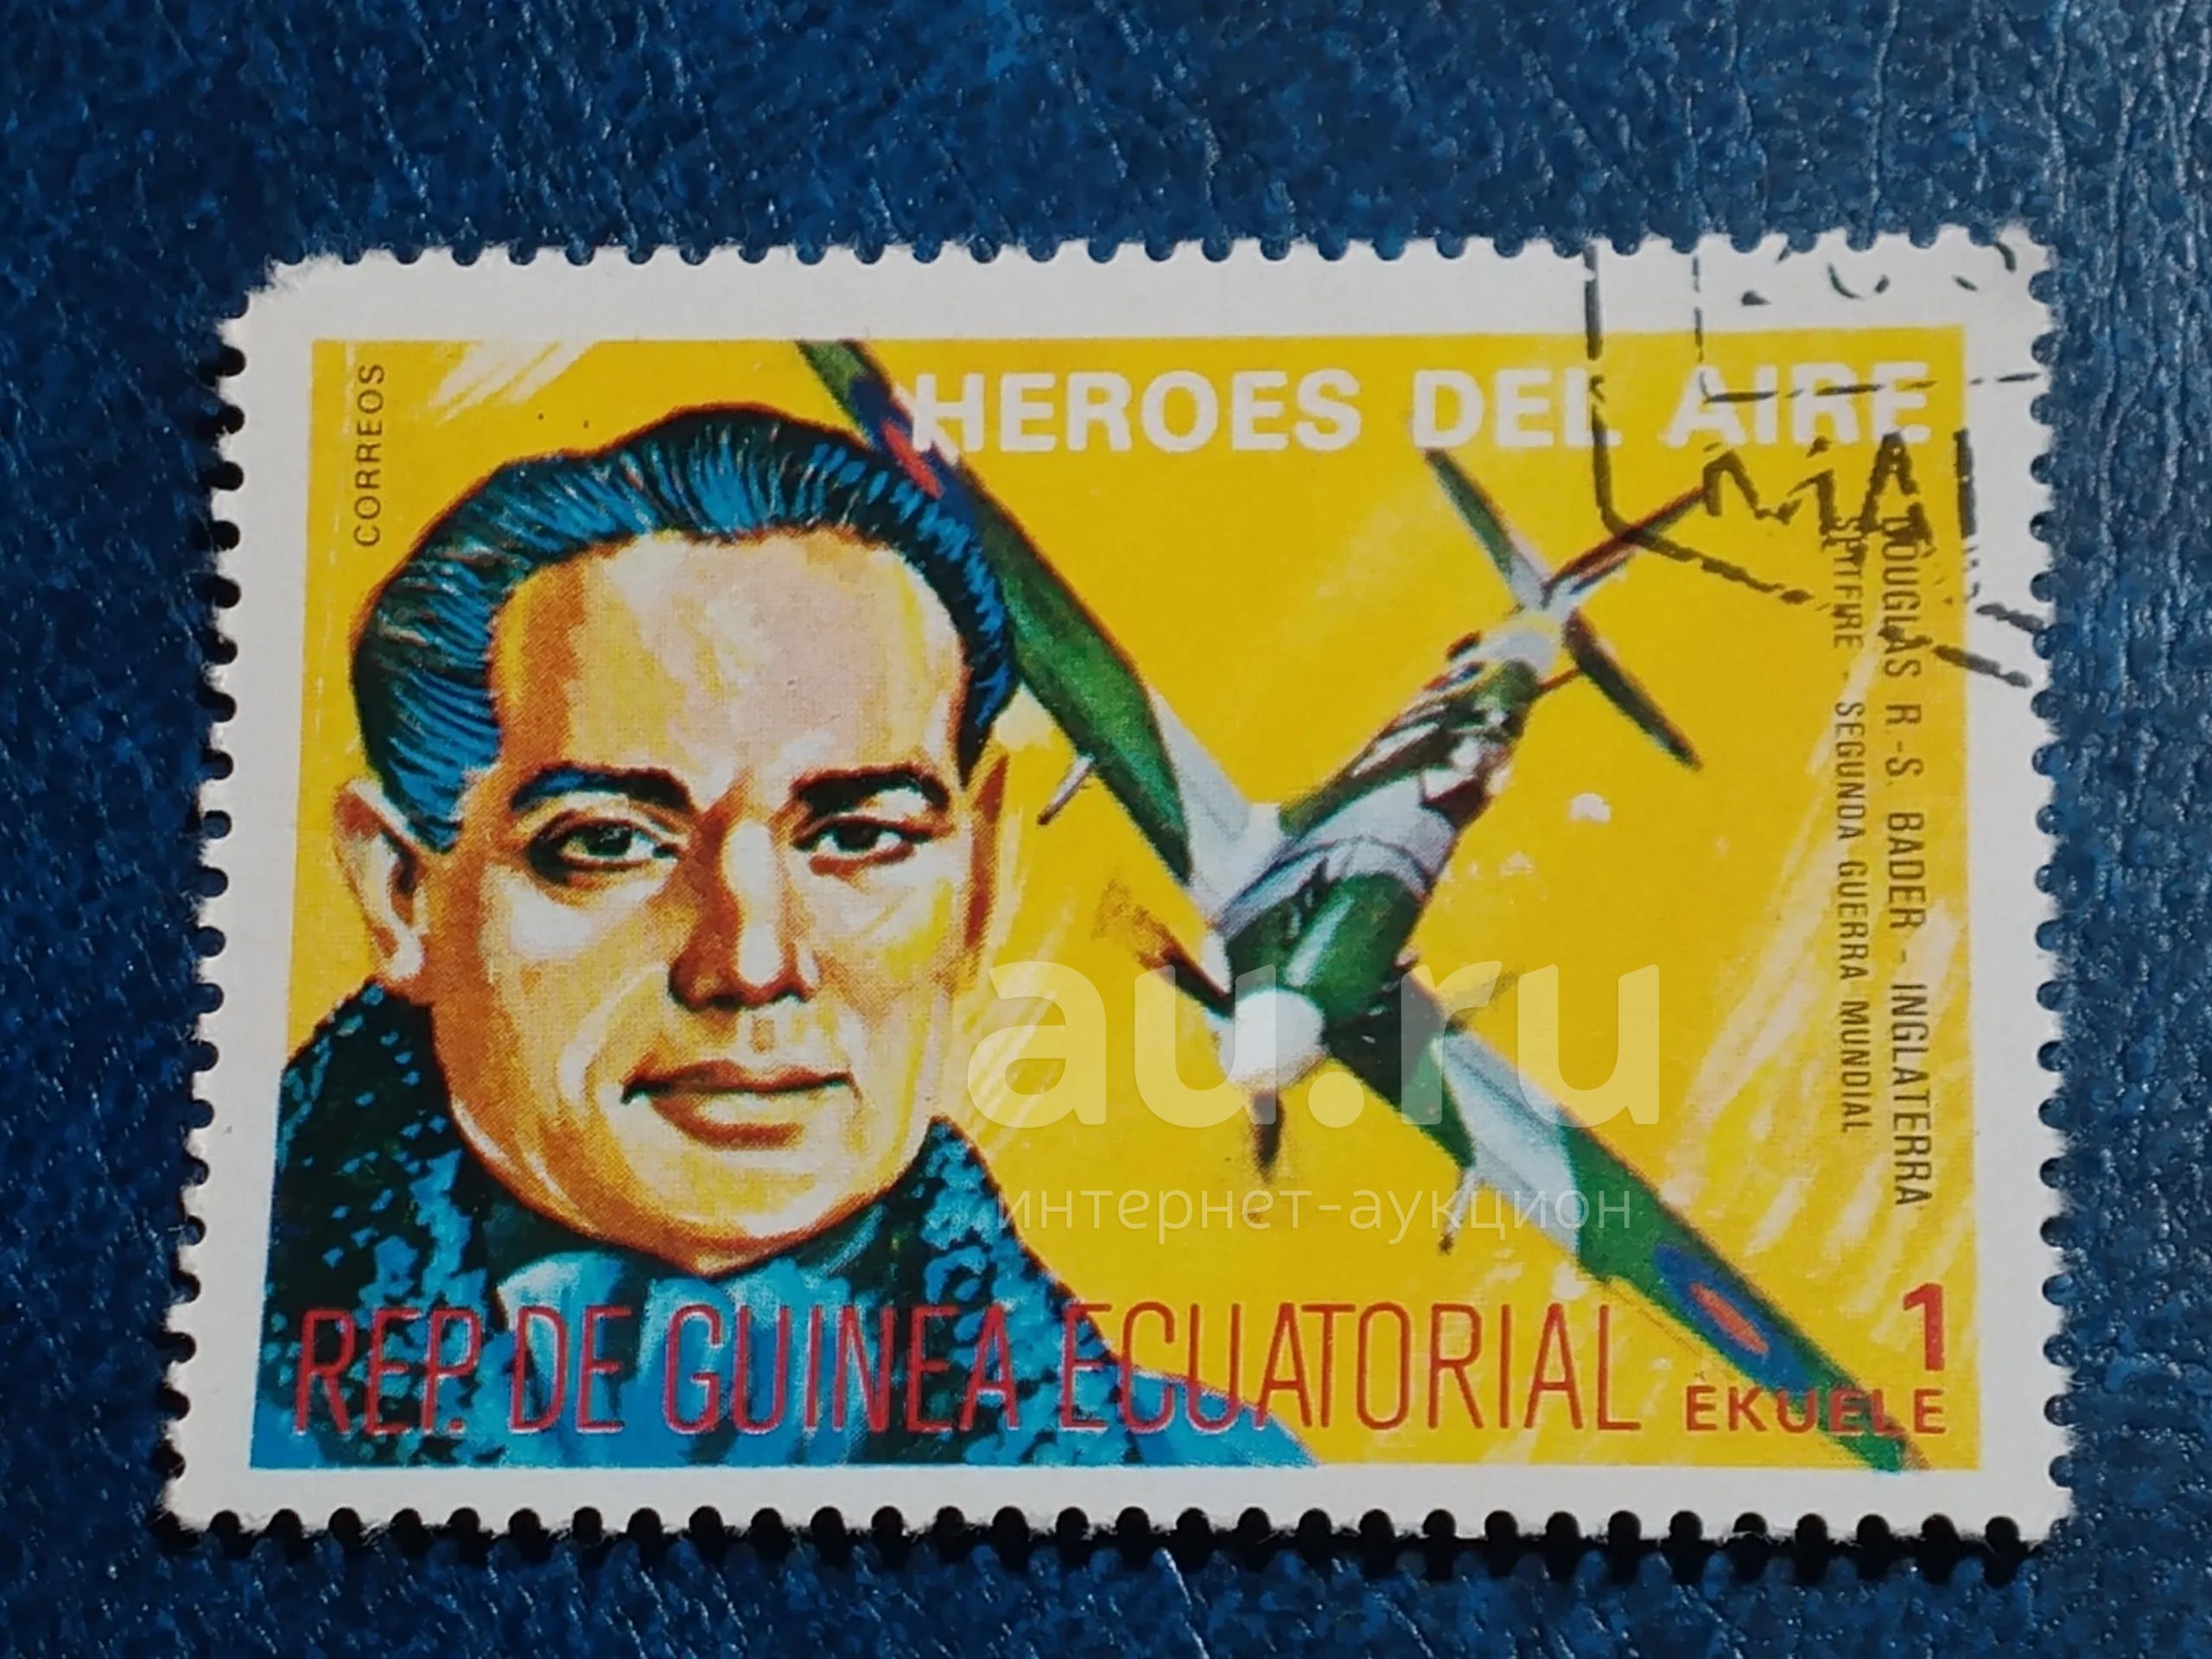 CORREOS
HEROES DEL AIRE
DOUGLAS R.-S. BADER - INGLATERRA
SPITFIRE - SEGUNDA GUERRA MUNDIAL
au.ru
интернет-аукцион
1
REP. DE GUINEA ECUATORIAL EKUELE